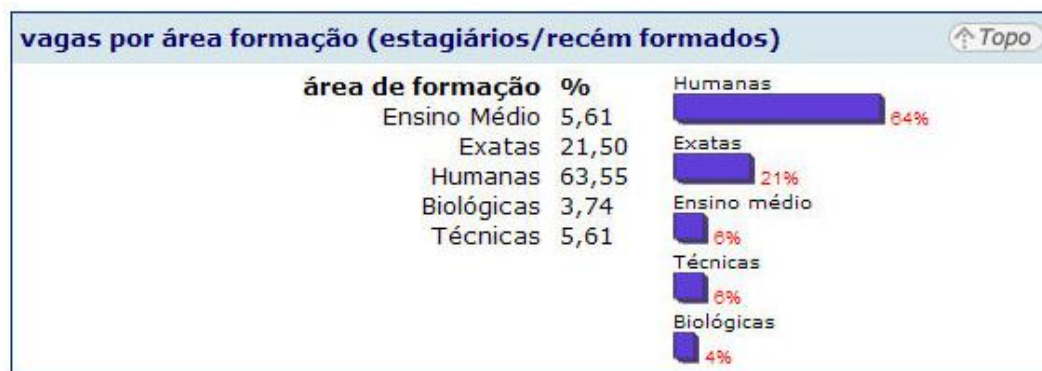 vagas por área formação (estagiários/recém formados) Topo
área de formação %
Ensino Médio 5,61
Exatas 21,50
Humanas 63,55
Biológicas 3,74
Técnicas 5,61
Humanas
64%
Exatas
21%
Ensino médio
6%
Técnicas
6%
Biológicas
4%